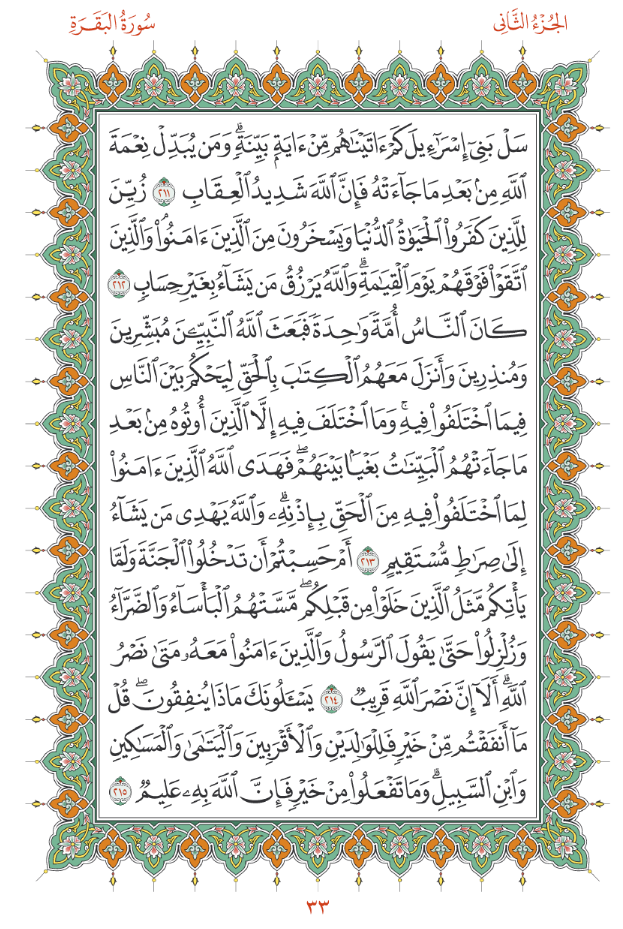 الجُزْءُ الثَّانِي
سُورَةُ البَقَرَةِ
سَلْ بَنِىٓ إِسْرَٰٓءِيلَ كَمْ ءَاتَيْنَٰهُم مِّنْ ءَايَةٍۭ بَيِّنَةٍۗ وَمَن يُبَدِّلْ نِعْمَةَ
ٱللَّهِ مِنۢ بَعْدِ مَا جَآءَتْهُ فَإِنَّ ٱللَّهَ شَدِيدُ ٱلْعِقَابِ ٢١١ زُيِّنَ
لِلَّذِينَ كَفَرُوا۟ ٱلْحَيَوٰةُ ٱلدُّنْيَا وَيَسْخَرُونَ مِنَ ٱلَّذِينَ ءَامَنُوا۟ۘ وَٱلَّذِينَ
ٱتَّقَوْا۟ فَوْقَهُمْ يَوْمَ ٱلْقِيَٰمَةِۗ وَٱللَّهُ يَرْزُقُ مَن يَشَآءُ بِغَيْرِ حِسَابٍ ٢١٢
كَانَ ٱلنَّاسُ أُمَّةً وَٰحِدَةً فَبَعَثَ ٱللَّهُ ٱلنَّبِيِّـۧنَ مُبَشِّرِينَ
وَمُنذِرِينَ وَأَنزَلَ مَعَهُمُ ٱلْكِتَٰبَ بِٱلْحَقِّ لِيَحْكُمَ بَيْنَ ٱلنَّاسِ
فِيمَا ٱخْتَلَفُوا۟ فِيهِۚ وَمَا ٱخْتَلَفَ فِيهِ إِلَّا ٱلَّذِينَ أُوتُوهُ مِنۢ بَعْدِ
مَا جَآءَتْهُمُ ٱلْبَيِّنَٰتُ بَغْيًۢا بَيْنَهُمْۖ فَهَدَى ٱللَّهُ ٱلَّذِينَ ءَامَنُوا۟
لِمَا ٱخْتَلَفُوا۟ فِيهِ مِنَ ٱلْحَقِّ بِإِذْنِهِۦۗ وَٱللَّهُ يَهْدِى مَن يَشَآءُ
إِلَىٰ صِرَٰطٍ مُّسْتَقِيمٍ ٢١٣ أَمْ حَسِبْتُمْ أَن تَدْخُلُوا۟ ٱلْجَنَّةَ وَلَمَّا
يَأْتِكُم مَّثَلُ ٱلَّذِينَ خَلَوْا۟ مِن قَبْلِكُمۖ مَّسَّتْهُمُ ٱلْبَأْسَآءُ وَٱلضَّرَّآءُ
وَزُلْزِلُوا۟ حَتَّىٰ يَقُولَ ٱلرَّسُولُ وَٱلَّذِينَ ءَامَنُوا۟ مَعَهُۥ مَتَىٰ نَصْرُ
ٱللَّهِۗ أَلَآ إِنَّ نَصْرَ ٱللَّهِ قَرِيبٌ ٢١٤ يَسْـَٔلُونَكَ مَاذَا يُنفِقُونَۖ قُلْ
مَآ أَنفَقْتُم مِّنْ خَيْرٍ فَلِلْوَٰلِدَيْنِ وَٱلْأَقْرَبِينَ وَٱلْيَتَٰمَىٰ وَٱلْمَسَٰكِينِ
وَٱبْنِ ٱلسَّبِيلِۗ وَمَا تَفْعَلُوا۟ مِنْ خَيْرٍ فَإِنَّ ٱللَّهَ بِهِۦ عَلِيمٌ ٢١٥
٣٣